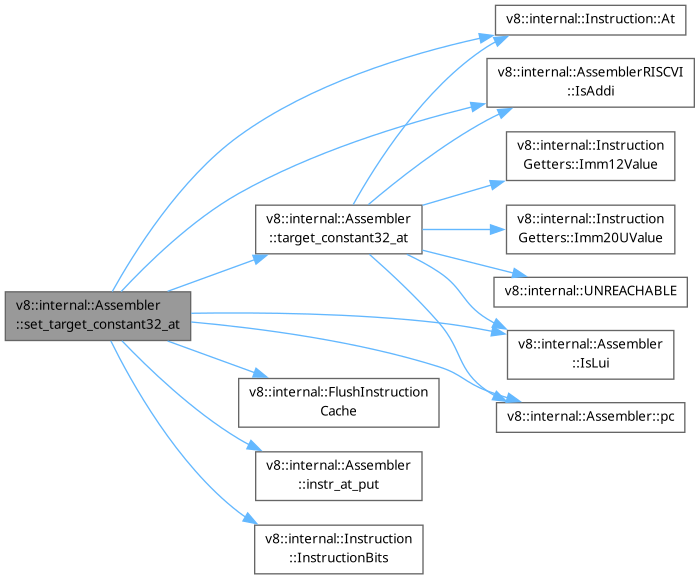 v8::internal::Instruction::At
v8::internal::AssemblerRISCVI
::IsAddi
v8::internal::Instruction
Getters::Imm12Value
v8::internal::Assembler
::target_constant32_at
v8::internal::Instruction
Getters::Imm20UValue
v8::internal::UNREACHABLE
v8::internal::Assembler
::set_target_constant32_at
v8::internal::Assembler
::IsLui
v8::internal::FlushInstruction
Cache
v8::internal::Assembler::pc
v8::internal::Assembler
::instr_at_put
v8::internal::Instruction
::InstructionBits